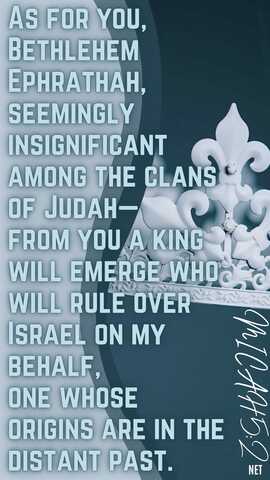 As for you,
Bethlehem
Ephrathah,
seemingly
insignificant
among the clans
of Judah—
from you a king
will emerge who
will rule over
Israel on my
behalf,
one whose
origins are in the
distant past.
Micah 5:2
NET